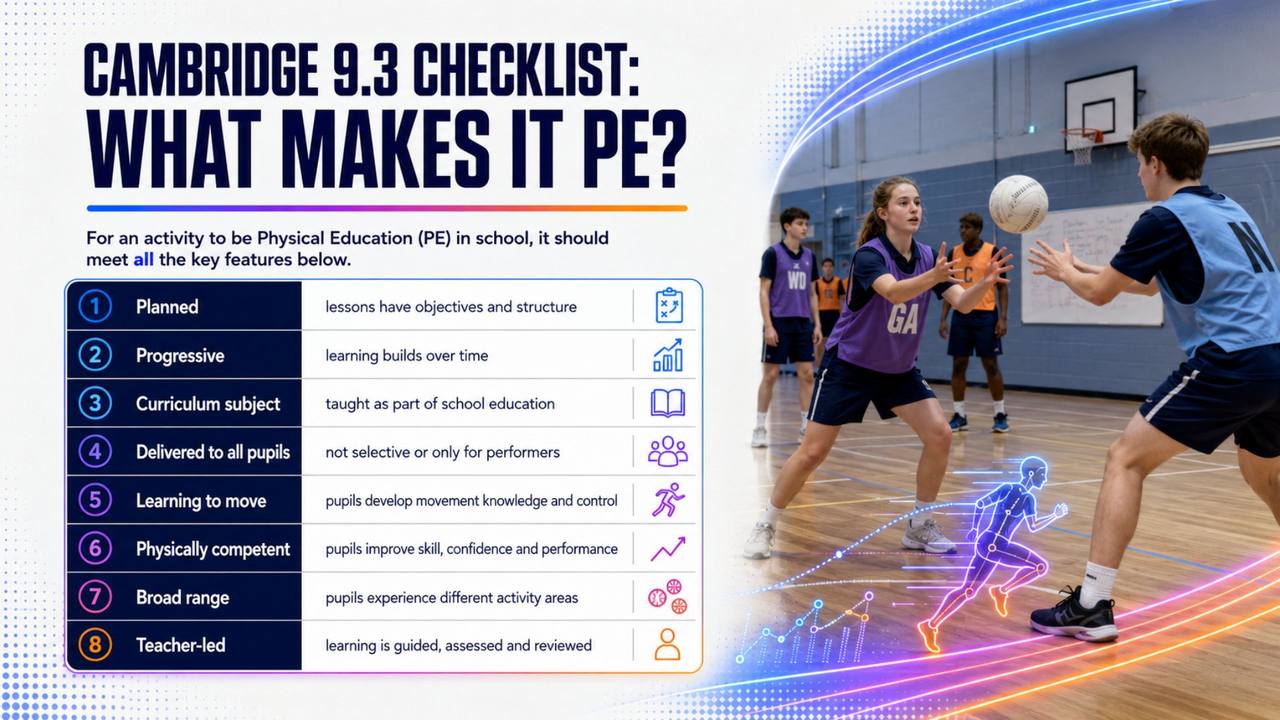 CAMBRIDGE 9.3 CHECKLIST:
WHAT MAKES IT PE?
For an activity to be Physical Education (PE) in school, it should
meet all the key features below.
1 Planned lessons have objectives and structure
2 Progressive learning builds over time
3 Curriculum subject taught as part of school education
4 Delivered to all pupils not selective or only for performers
5 Learning to move pupils develop movement knowledge and control
6 Physically competent pupils improve skill, confidence and performance
7 Broad range pupils experience different activity areas
8 Teacher-led learning is guided, assessed and reviewed
WD
GA
C
N